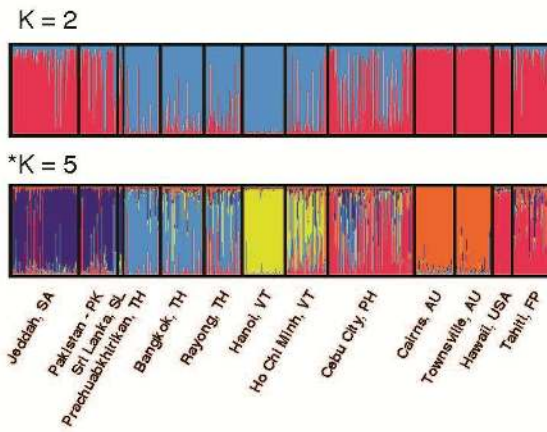 K = 2
*K = 5
Jeddah, SA
Pakistan - PK
Sri Lanka, SL
Prachuabkhirikan, TH
Bangkok, TH
Rayong, TH
Hanoi, VT
Ho Chi Minh, VT
Cebu City, PH
Cairns, AU
Townsville, AU
Hawaii, USA
Tahiti, FP